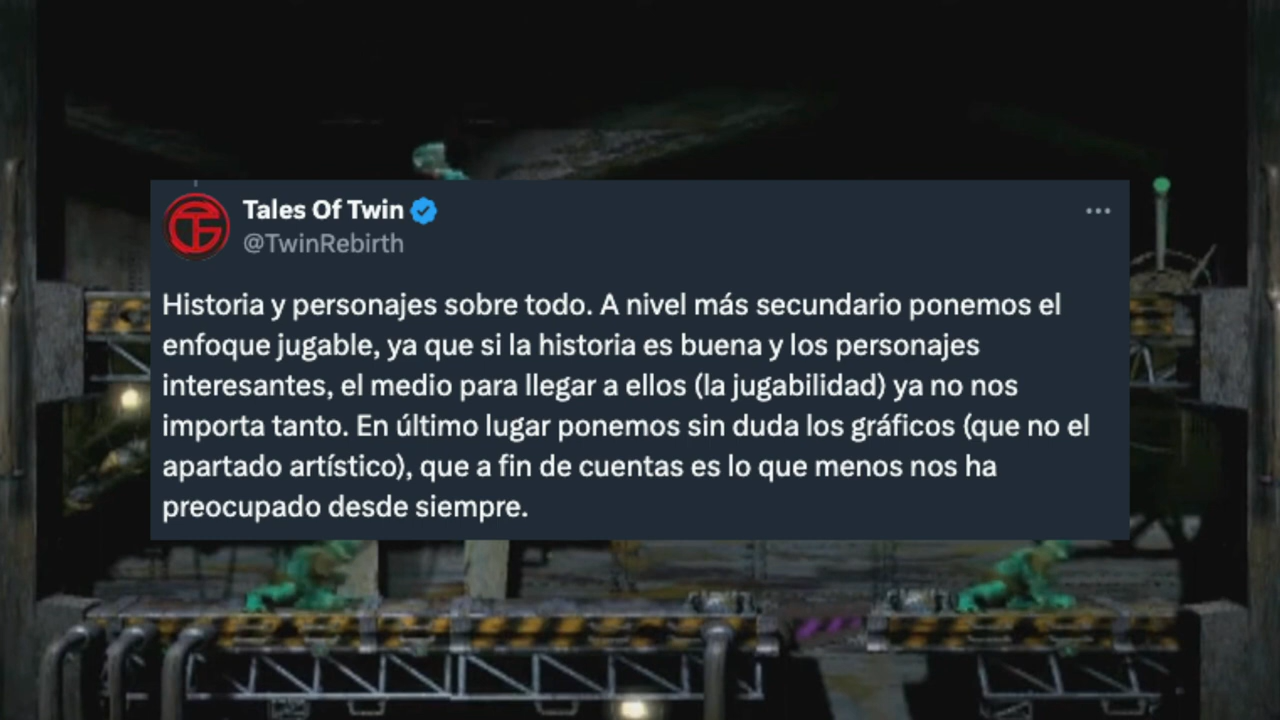 Tales Of Twin
@TwinRebirth
Historia y personajes sobre todo. A nivel más secundario ponemos el
enfoque jugable, ya que si la historia es buena y los personajes
interesantes, el medio para llegar a ellos (la jugabilidad) ya no nos
importa tanto. En último lugar ponemos sin duda los gráficos (que no el
apartado artístico), que a fin de cuentas es lo que menos nos ha
preocupado desde siempre.